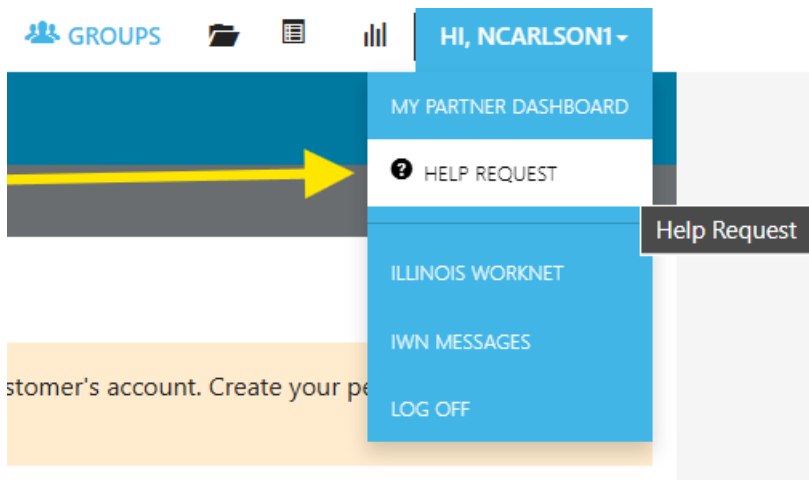 GROUPS
HI, NCARLSON1
MY PARTNER DASHBOARD
HELP REQUEST
Help Request
ILLINOIS WORKNET
IWN MESSAGES
stomer's account. Create your pe
LOG OFF